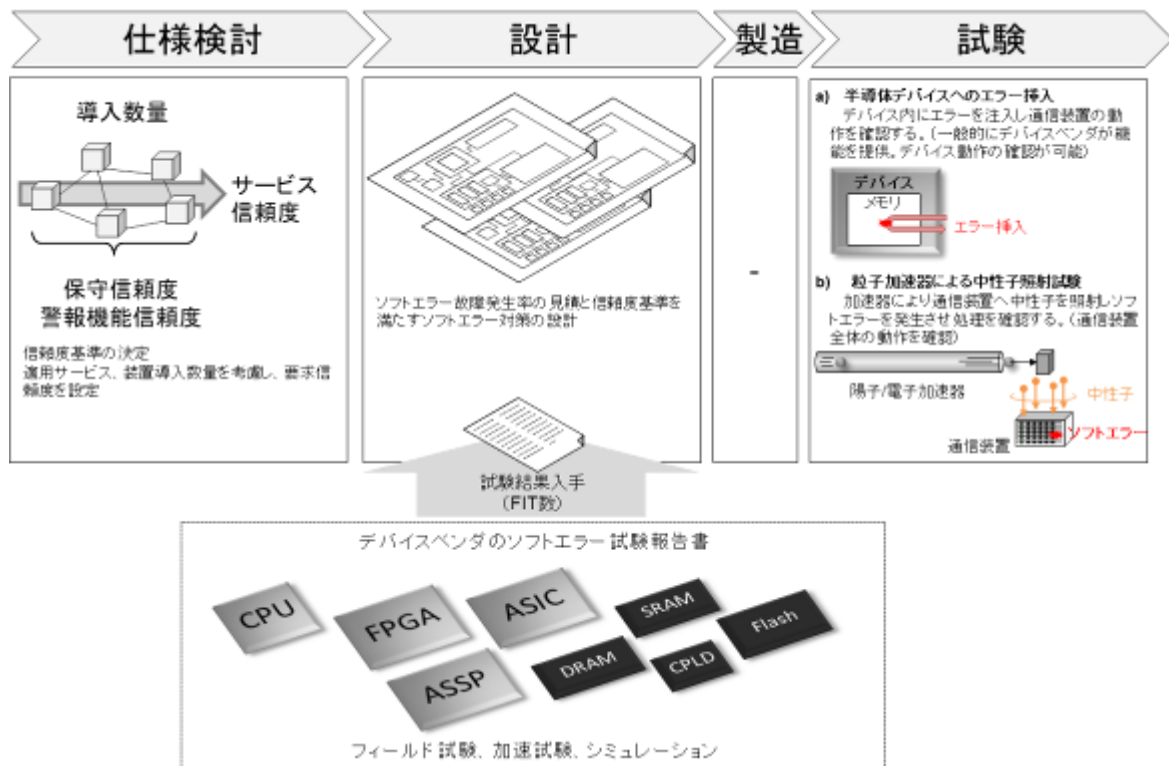 仕様検討
設計
製造
試験
導入数量
サービス
信頼度
保守信頼度
警報機能信頼度
信頼度基準の決定
適用サービス、装置導入数量を考慮し、要求信
頼度を設定
ソフトエラー故障発生率の見積と信頼度基準を
満たすソフトエラー対策の設計
-
a) 半導体デバイスへのエラー挿入
デバイス内にエラーを注入し通信装置の動
作を確認する。(一般的にデバイスベンダが機
能を提供。デバイス動作の確認が可能)
デバイス
メモリ
エラー挿入
b) 粒子加速器による中性子照射試験
加速器により通信装置へ中性子を照射しソフ
トエラーを発生させ処理を確認する。(通信装置
全体の動作を確認)
陽子/電子加速器
中性子
通信装置
ソフトエラー
試験結果入手
(FIT数)
デバイスベンダのソフトエラー試験報告書
CPU
FPGA
ASIC
SRAM
Flash
ASSP
DRAM
CPLD
フィールド試験、加速試験、シミュレーション